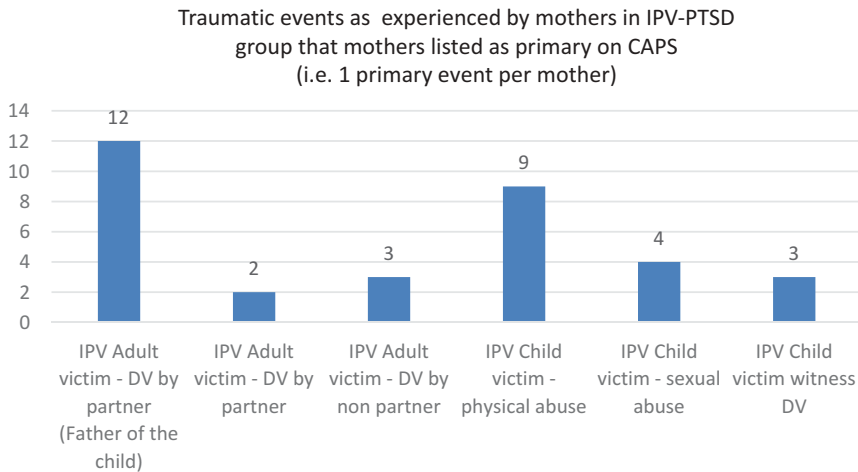 Traumatic events as experienced by mothers in IPV-PTSD
group that mothers listed as primary on CAPS
(i.e. 1 primary event per mother)
14
12
10
8
6
4
2
0
12
2
3
9
4
3
IPV Adult
victim - DV by
partner
(Father of the
child)
IPV Adult
victim - DV by
partner
IPV Adult
victim - DV by
non partner
IPV Child
victim -
physical abuse
IPV Child
victim - sexual
abuse
IPV Child
victim witness
DV